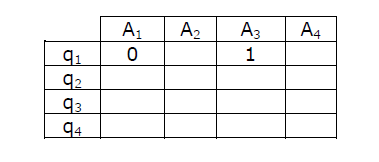 A₁ A₂ A₃ A₄
q₁ 0 1
q₂
q₃
q₄